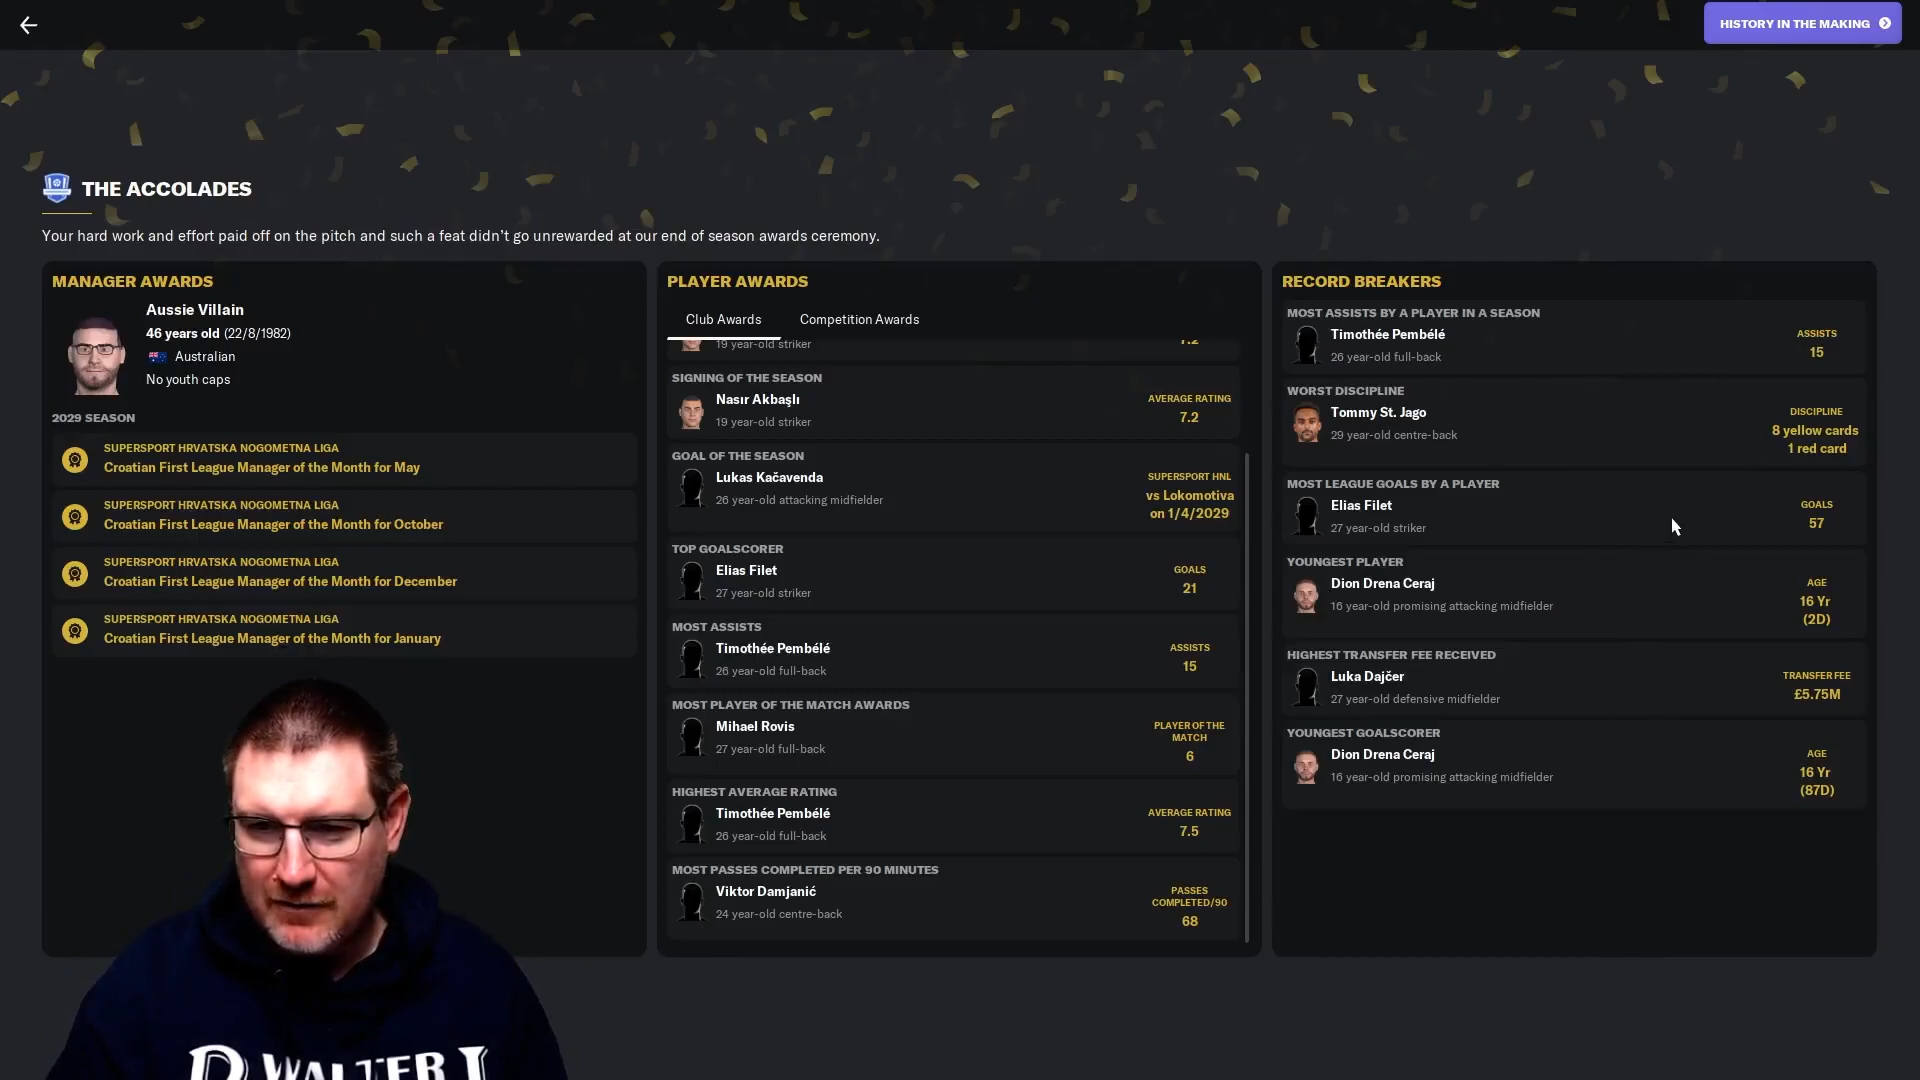 HISTORY IN THE MAKING
THE ACCOLADES
Your hard work and effort paid off on the pitch and such a feat didn't go unrewarded at our end of season awards ceremony.
MANAGER AWARDS
Aussie Villain
46 years old (22/8/1982)
Australian
No youth caps
2029 SEASON
SUPERSPORT HRVATSKA NOGOMETNA LIGA
Croatian First League Manager of the Month for May
SUPERSPORT HRVATSKA NOGOMETNA LIGA
Croatian First League Manager of the Month for October
SUPERSPORT HRVATSKA NOGOMETNA LIGA
Croatian First League Manager of the Month for December
SUPERSPORT HRVATSKA NOGOMETNA LIGA
Croatian First League Manager of the Month for January
PLAYER AWARDS
Club Awards
Competition Awards
19 year-old striker
7.2
SIGNING OF THE SEASON
Nasır Akbaşlı
19 year-old striker
AVERAGE RATING
7.2
GOAL OF THE SEASON
Lukas Kačavenda
26 year-old attacking midfielder
SUPERSPORT HNL
vs Lokomotiva
on 1/4/2029
TOP GOALSCORER
Elias Filet
27 year-old striker
GOALS
21
MOST ASSISTS
Timothée Pembélé
26 year-old full-back
ASSISTS
15
MOST PLAYER OF THE MATCH AWARDS
Mihael Rovis
27 year-old full-back
PLAYER OF THE
MATCH
6
HIGHEST AVERAGE RATING
Timothée Pembélé
26 year-old full-back
AVERAGE RATING
7.5
MOST PASSES COMPLETED PER 90 MINUTES
Viktor Damjanić
24 year-old centre-back
PASSES
COMPLETED/90
68
RECORD BREAKERS
MOST ASSISTS BY A PLAYER IN A SEASON
Timothée Pembélé
26 year-old full-back
ASSISTS
15
WORST DISCIPLINE
Tommy St. Jago
29 year-old centre-back
DISCIPLINE
8 yellow cards
1 red card
MOST LEAGUE GOALS BY A PLAYER
Elias Filet
27 year-old striker
GOALS
57
YOUNGEST PLAYER
Dion Drena Ceraj
16 year-old promising attacking midfielder
AGE
16 Yr
(2D)
HIGHEST TRANSFER FEE RECEIVED
Luka Dajčer
27 year-old defensive midfielder
TRANSFER FEE
£5.75M
YOUNGEST GOALSCORER
Dion Drena Ceraj
16 year-old promising attacking midfielder
AGE
16 Yr
(87D)